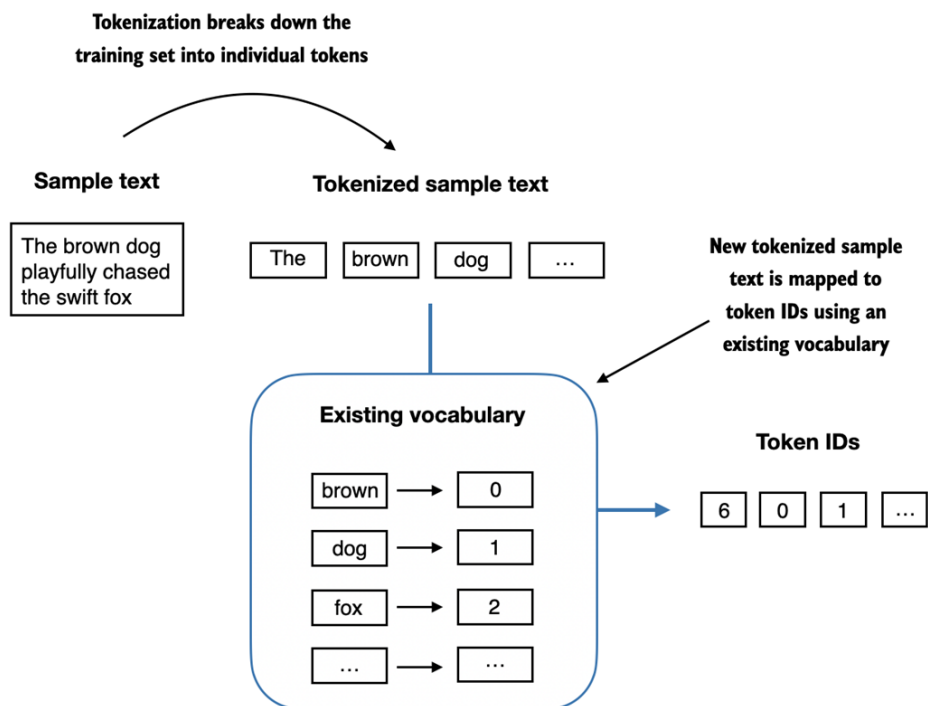 Tokenization breaks down the
training set into individual tokens
Sample text
Tokenized sample text
The brown dog
playfully chased
the swift fox
The brown dog ...
New tokenized sample
text is mapped to
token IDs using an
existing vocabulary
Existing vocabulary
brown 0
dog 1
fox 2
... ...
Token IDs
6 0 1 ...